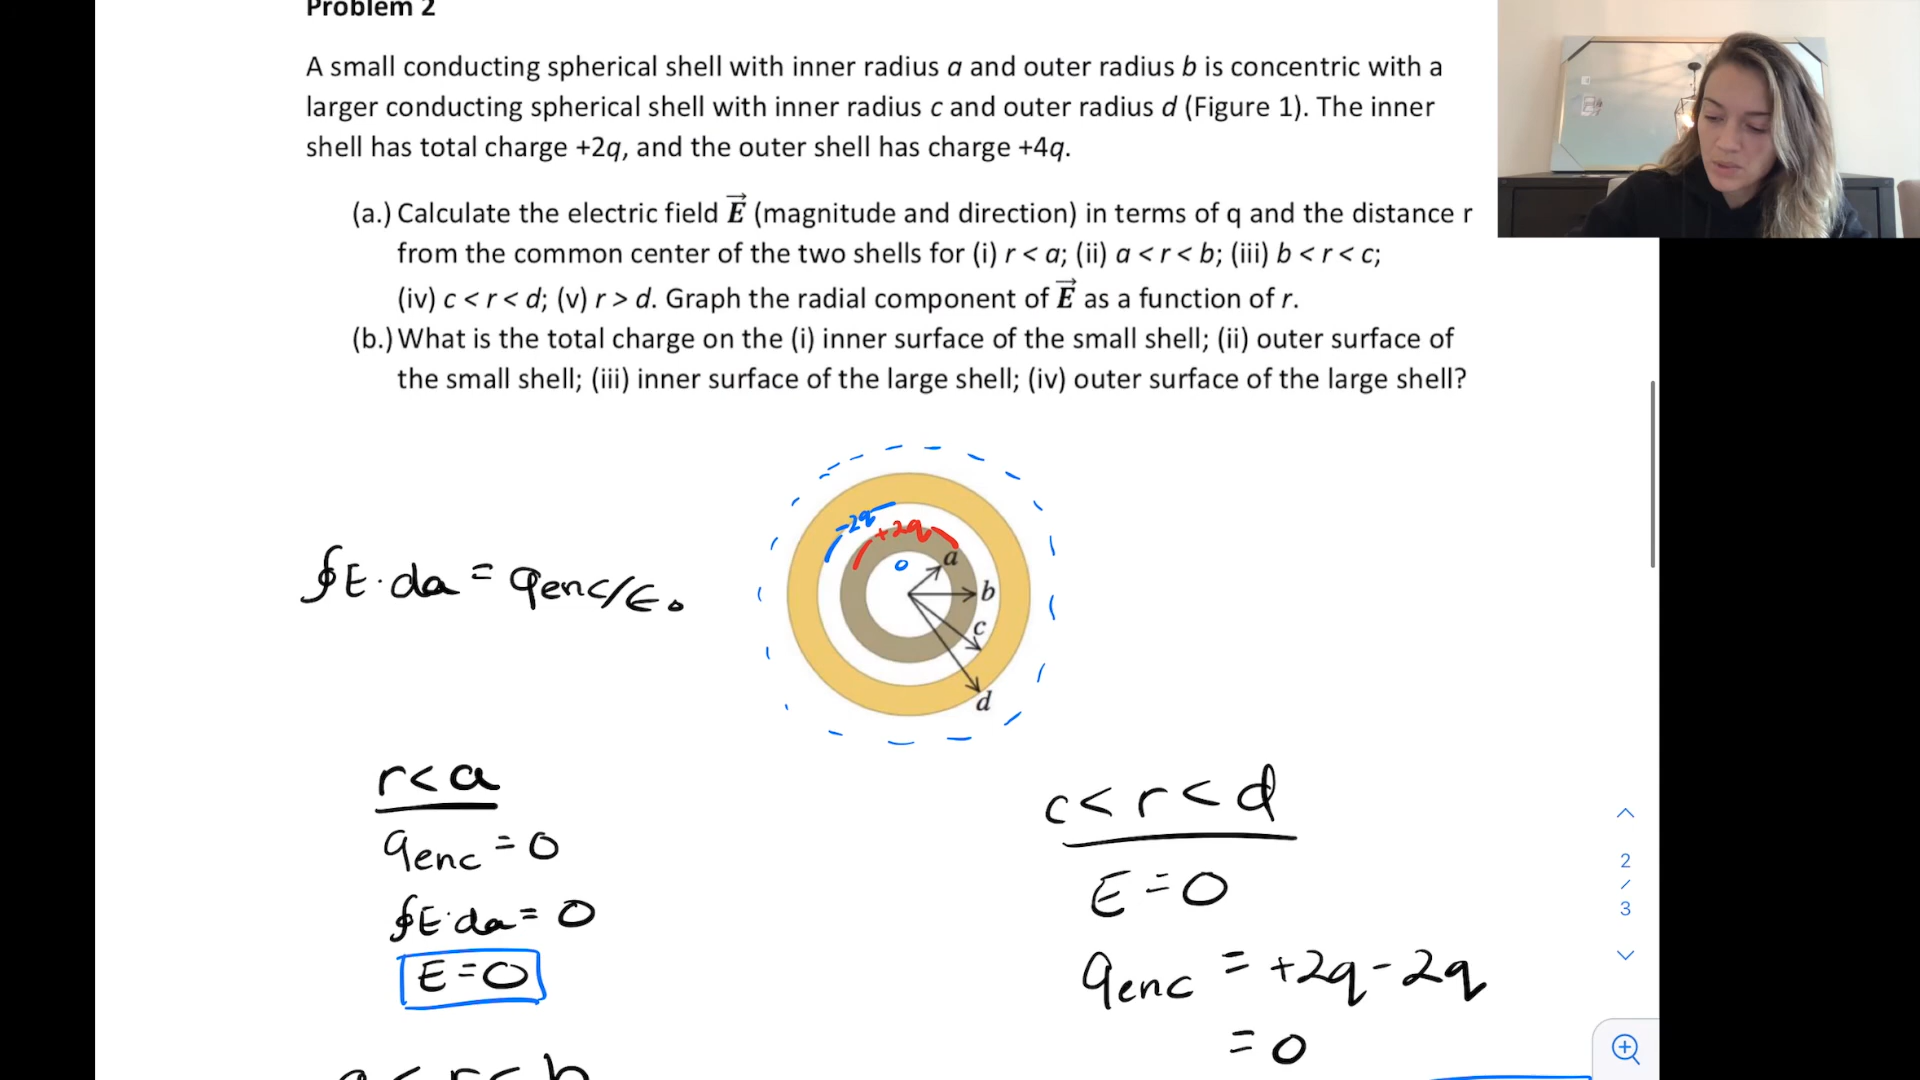 Problem 2
A small conducting spherical shell with inner radius a and outer radius b is concentric with a
larger conducting spherical shell with inner radius c and outer radius d (Figure 1). The inner
shell has total charge +2q, and the outer shell has charge +4q.
(a.) Calculate the electric field E⃗ (magnitude and direction) in terms of q and the distance r
from the common center of the two shells for (i) r < a; (ii) a < r < b; (iii) b < r < c;
(iv) c < r < d; (v) r > d. Graph the radial component of E⃗ as a function of r.
(b.) What is the total charge on the (i) inner surface of the small shell; (ii) outer surface of
the small shell; (iii) inner surface of the large shell; (iv) outer surface of the large shell?
-2q
+2q
0
a
b
c
d
∮E·da = qenc/ε₀
r<a
qenc = 0
∮E·da = 0
E = 0
a < r < b
c < r < d
E = 0
qenc = +2q - 2q
= 0
2
/
3